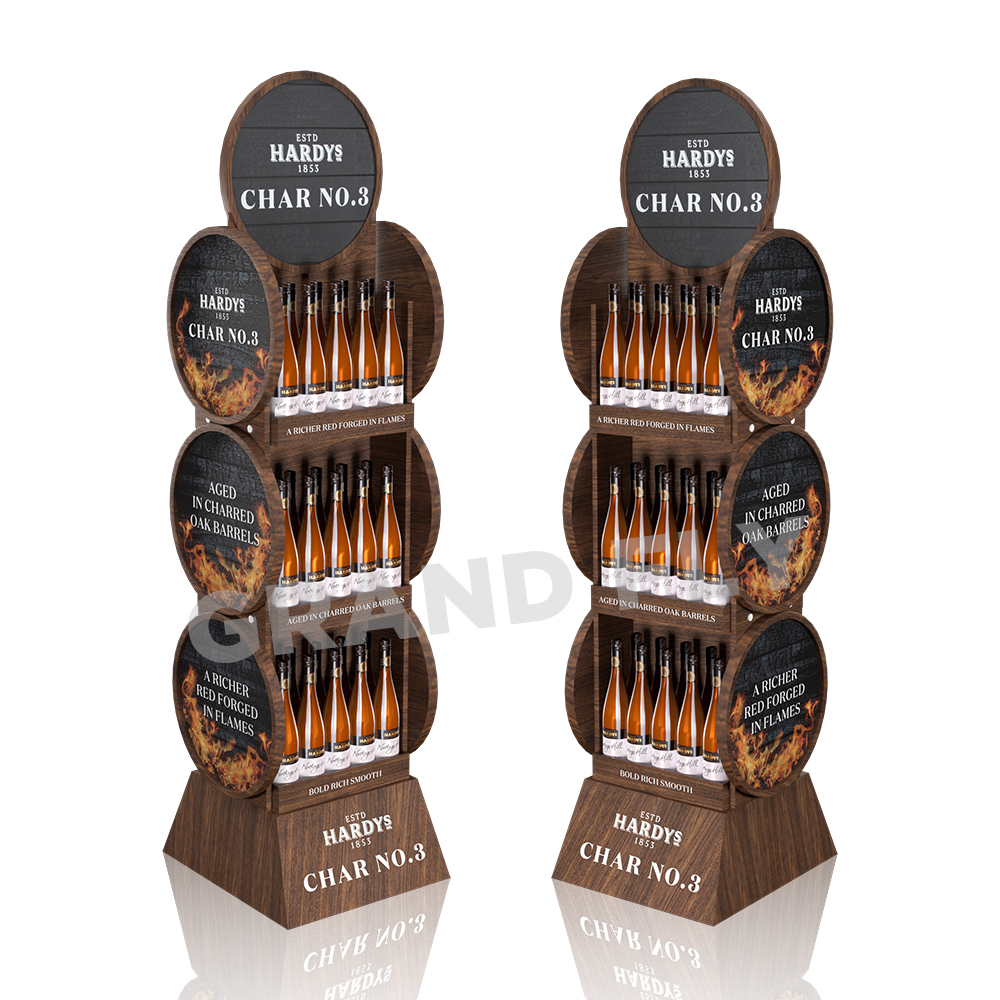 ESTD
HARDYS
1853
CHAR NO.3
ESTD
HARDYS
1853
CHAR NO.3
A RICHER RED FORGED IN FLAMES
AGED
IN CHARRED
OAK BARRELS
AGED IN CHARRED OAK BARRELS
A RICHER
RED FORGED
IN FLAMES
BOLD RICH SMOOTH
ESTD
HARDYS
1853
CHAR NO.3
ESTD
HARDYS
1853
CHAR NO.3
ESTD
HARDYS
1853
CHAR NO.3
A RICHER RED FORGED IN FLAMES
AGED
IN CHARRED
OAK BARRELS
AGED IN CHARRED OAK BARRELS
A RICHER
RED FORGED
IN FLAMES
BOLD RICH SMOOTH
ESTD
HARDYS
1853
CHAR NO.3
GRAND FLY